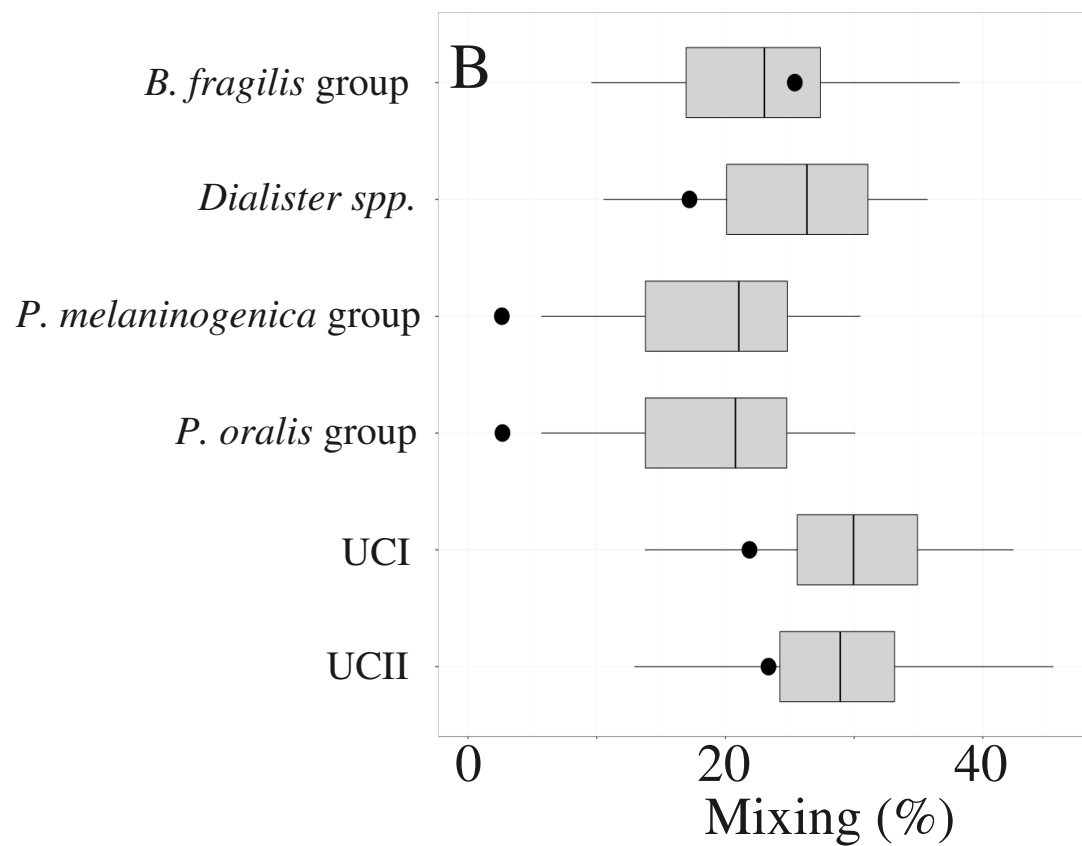 B
B. fragilis group
Dialister spp.
P. melaninogenica group
P. oralis group
UCI
UCII
0 20 40
Mixing (%)